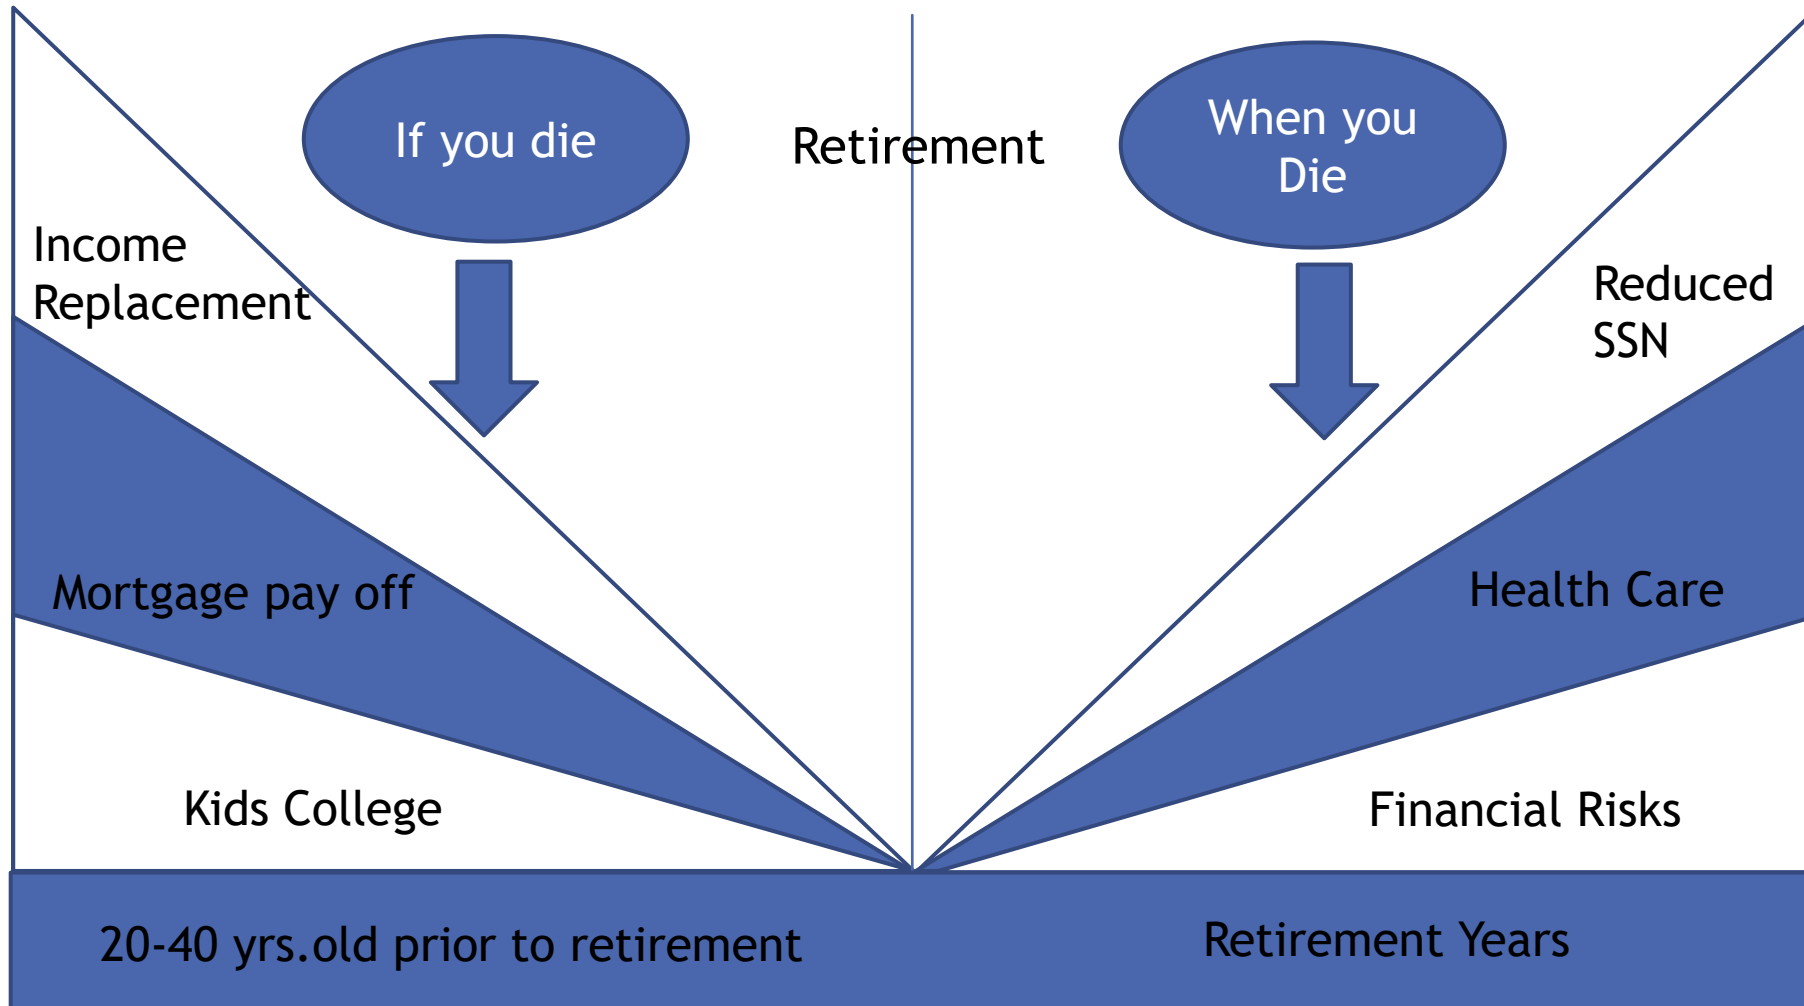 If you die
Retirement
When you
Die
Income
Replacement
Reduced
SSN
Mortgage pay off
Health Care
Kids College
Financial Risks
20-40 yrs.old prior to retirement
Retirement Years